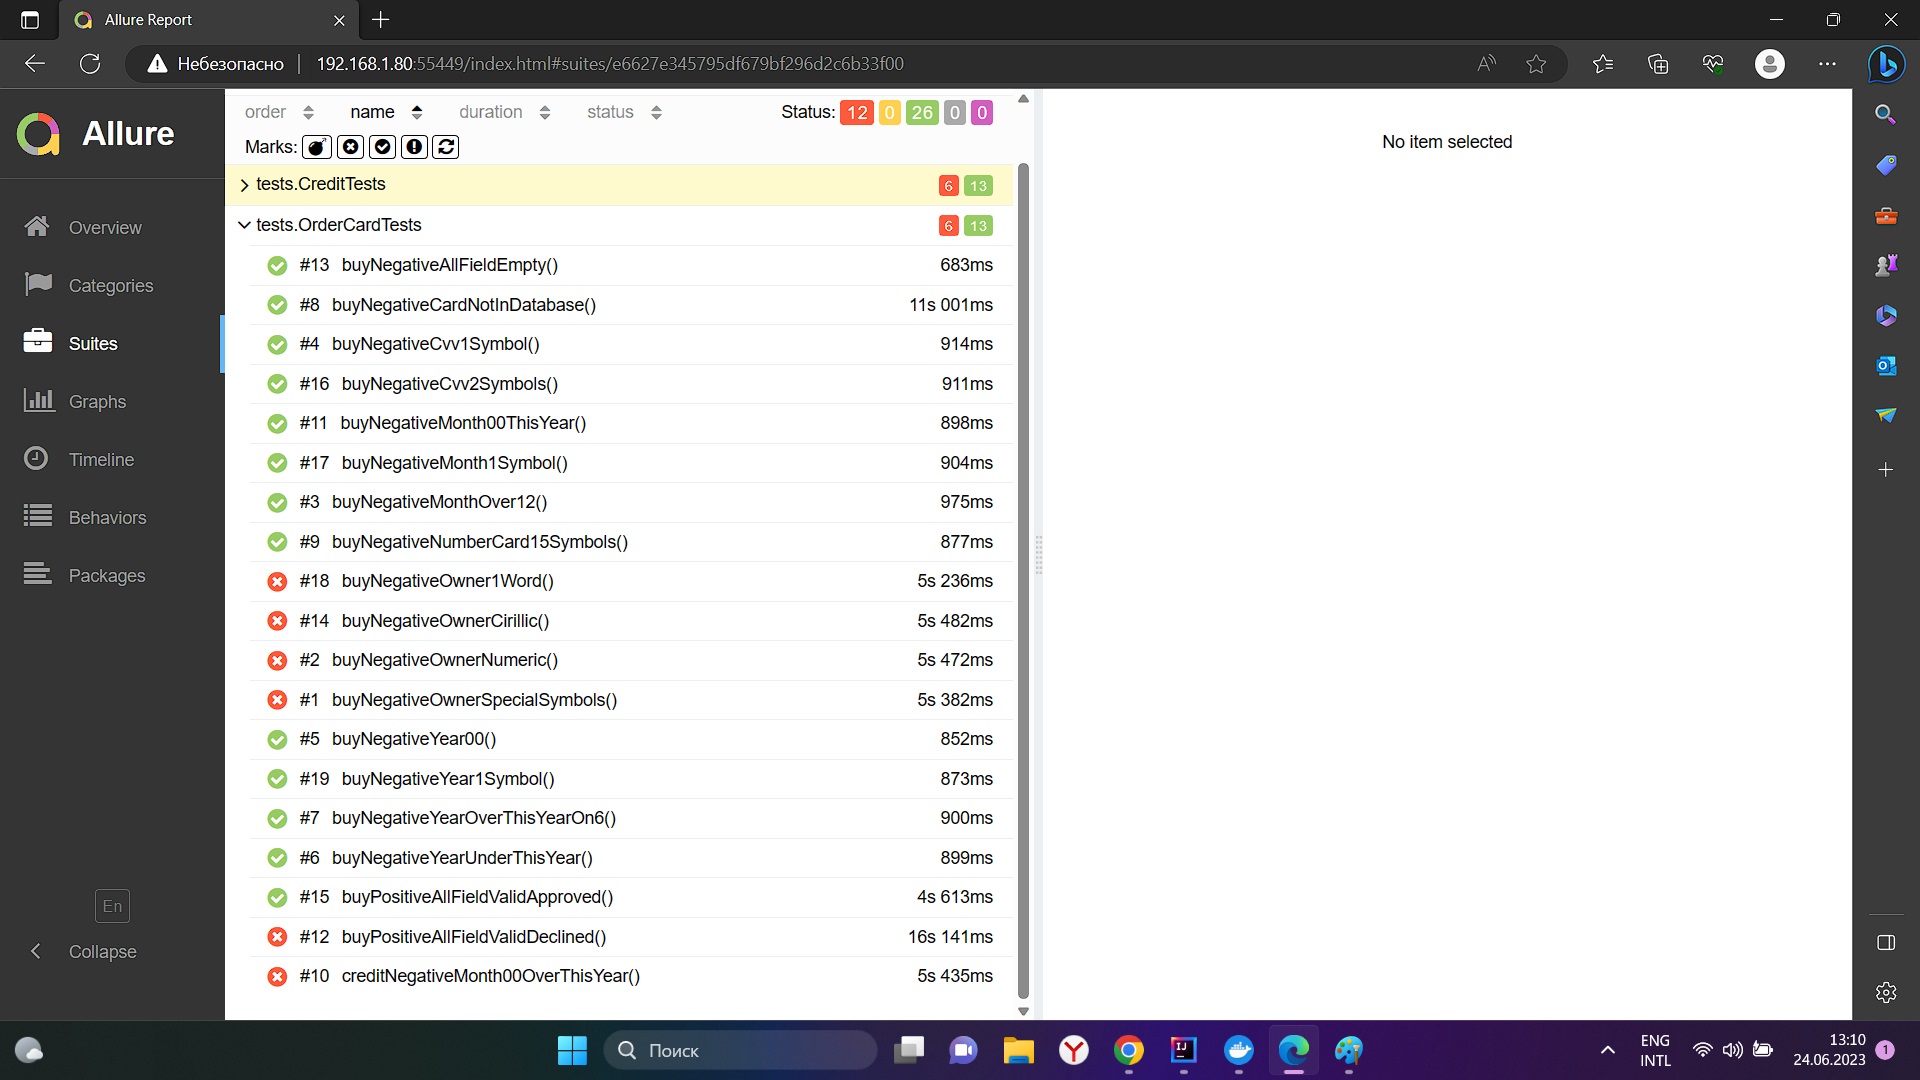 Allure Report
Небезопасно 192.168.1.80:55449/index.html#suites/e6627e345795df679bf296d2c6b33f00
Allure
Overview
Categories
Suites
Graphs
Timeline
Behaviors
Packages
En
Collapse
order name duration status Status: 12 0 26 0 0
Marks:
tests.CreditTests 6 13
tests.OrderCardTests 6 13
#13 buyNegativeAllFieldEmpty() 683ms
#8 buyNegativeCardNotInDatabase() 11s 001ms
#4 buyNegativeCvv1Symbol() 914ms
#16 buyNegativeCvv2Symbols() 911ms
#11 buyNegativeMonth00ThisYear() 898ms
#17 buyNegativeMonth1Symbol() 904ms
#3 buyNegativeMonthOver12() 975ms
#9 buyNegativeNumberCard15Symbols() 877ms
#18 buyNegativeOwner1Word() 5s 236ms
#14 buyNegativeOwnerCirillic() 5s 482ms
#2 buyNegativeOwnerNumeric() 5s 472ms
#1 buyNegativeOwnerSpecialSymbols() 5s 382ms
#5 buyNegativeYear00() 852ms
#19 buyNegativeYear1Symbol() 873ms
#7 buyNegativeYearOverThisYearOn6() 900ms
#6 buyNegativeYearUnderThisYear() 899ms
#15 buyPositiveAllFieldValidApproved() 4s 613ms
#12 buyPositiveAllFieldValidDeclined() 16s 141ms
#10 creditNegativeMonth00OverThisYear() 5s 435ms
No item selected
Поиск
ENG
INTL
13:10
24.06.2023
1